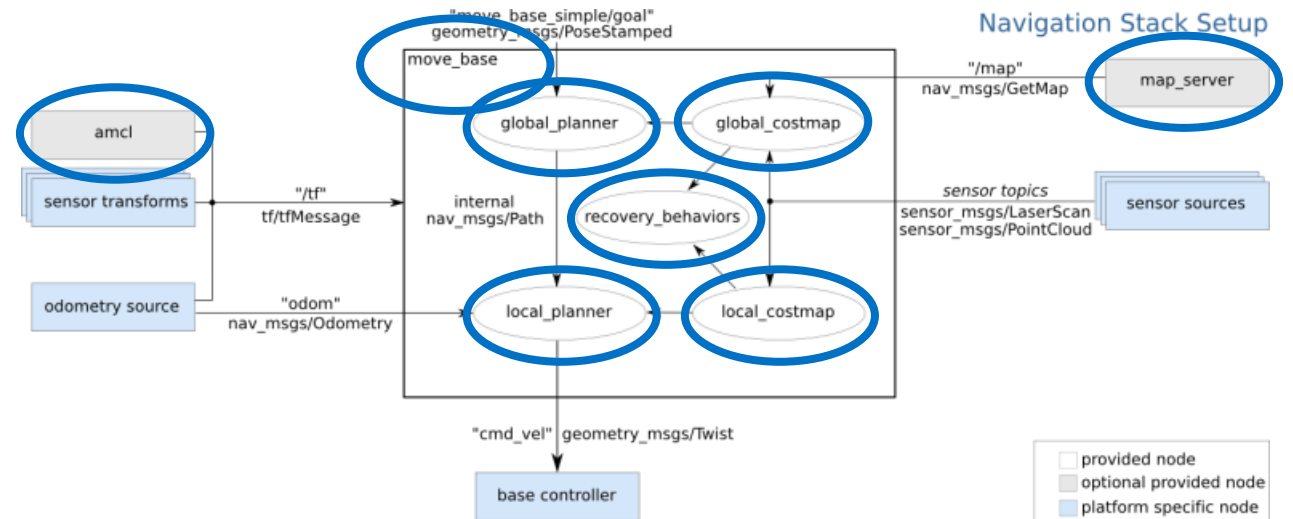 "move_base_simple/goal"
geometry_msgs/PoseStamped
Navigation Stack Setup
move_base
"/map"
nav_msgs/GetMap
map_server
amcl
global_planner
global_costmap
sensor transforms
"/tf"
tf/tfMessage
internal
nav_msgs/Path
recovery_behaviors
sensor topics
sensor_msgs/LaserScan
sensor_msgs/PointCloud
sensor sources
odometry source
"odom"
nav_msgs/Odometry
local_planner
local_costmap
"cmd_vel"
geometry_msgs/Twist
base controller
provided node
optional provided node
platform specific node